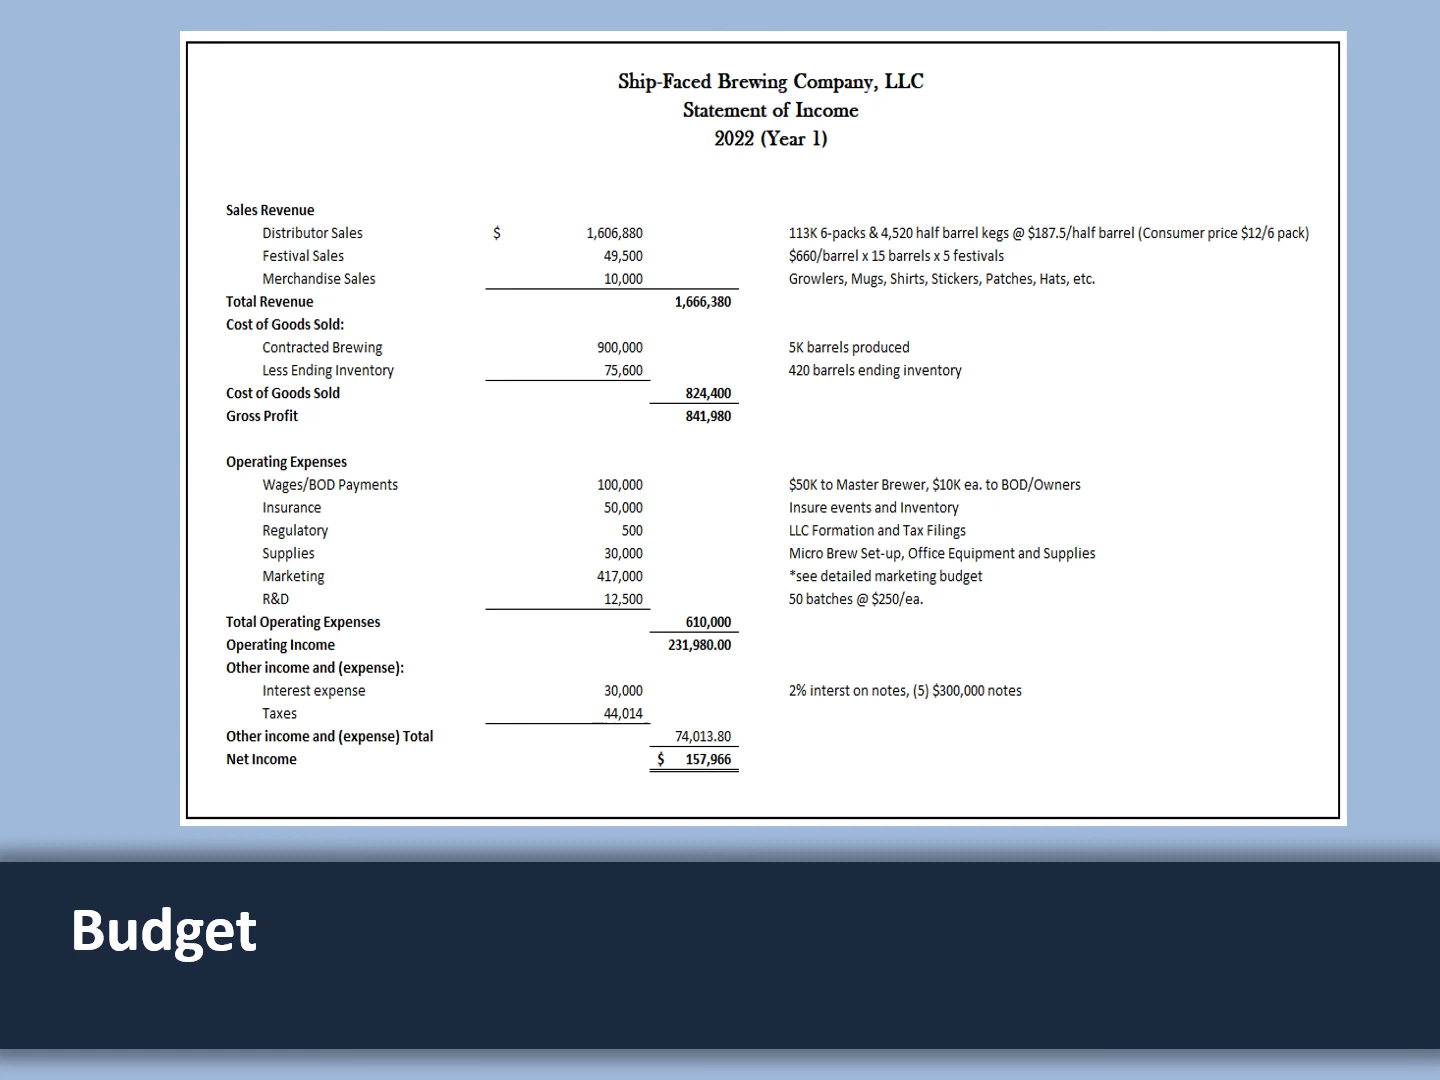 Ship-Faced Brewing Company, LLC
Statement of Income
2022 (Year 1)
Sales Revenue
Distributor Sales $ 1,606,880 113K 6-packs & 4,520 half barrel kegs @ $187.5/half barrel (Consumer price $12/6 pack)
Festival Sales 49,500 $660/barrel x 15 barrels x 5 festivals
Merchandise Sales 10,000 Growlers, Mugs, Shirts, Stickers, Patches, Hats, etc.
Total Revenue 1,666,380
Cost of Goods Sold:
Contracted Brewing 900,000 5K barrels produced
Less Ending Inventory 75,600 420 barrels ending inventory
Cost of Goods Sold 824,400
Gross Profit 841,980
Operating Expenses
Wages/BOD Payments 100,000 $50K to Master Brewer, $10K ea. to BOD/Owners
Insurance 50,000 Insure events and Inventory
Regulatory 500 LLC Formation and Tax Filings
Supplies 30,000 Micro Brew Set-up, Office Equipment and Supplies
Marketing 417,000 *see detailed marketing budget
R&D 12,500 50 batches @ $250/ea.
Total Operating Expenses 610,000
Operating Income 231,980.00
Other income and (expense):
Interest expense 30,000 2% interst on notes, (5) $300,000 notes
Taxes 44,014
Other income and (expense) Total 74,013.80
Net Income $ 157,966
Budget